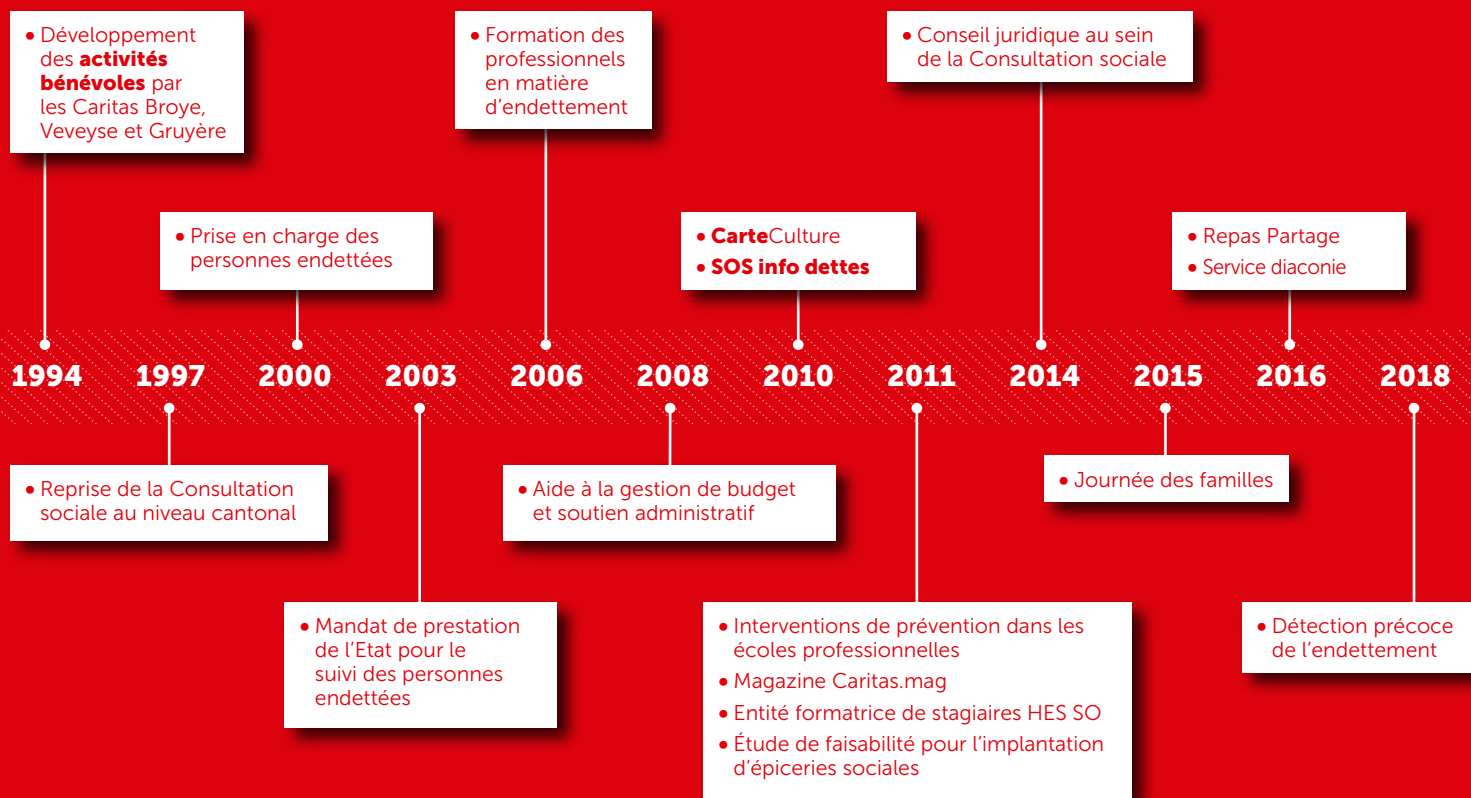 • Développement
des activités
bénévoles par
les Caritas Broye,
Veveyse et Gruyère
• Formation des
professionnels
en matière
d'endettement
• Conseil juridique au sein
de la Consultation sociale
• Prise en charge des
personnes endettées
• CarteCulture
• SOS info dettes
• Repas Partage
• Service diaconie
1994 1997 2000 2003 2006 2008 2010 2011 2014 2015 2016 2018
• Reprise de la Consultation
sociale au niveau cantonal
• Aide à la gestion de budget
et soutien administratif
• Journée des familles
• Mandat de prestation
de l'Etat pour le
suivi des personnes
endettées
• Interventions de prévention dans les
écoles professionnelles
• Magazine Caritas.mag
• Entité formatrice de stagiaires HES SO
• Étude de faisabilité pour l'implantation
d'épiceries sociales
• Détection précoce
de l'endettement